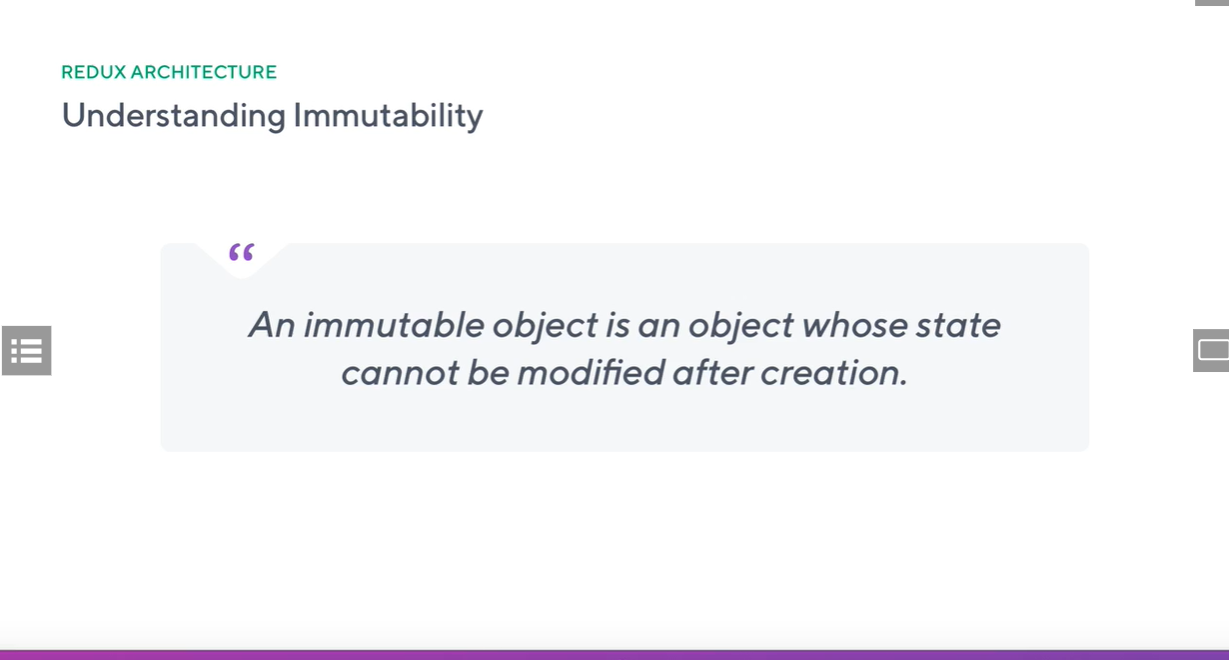 REDUX ARCHITECTURE
Understanding Immutability
“
An immutable object is an object whose state
cannot be modified after creation.